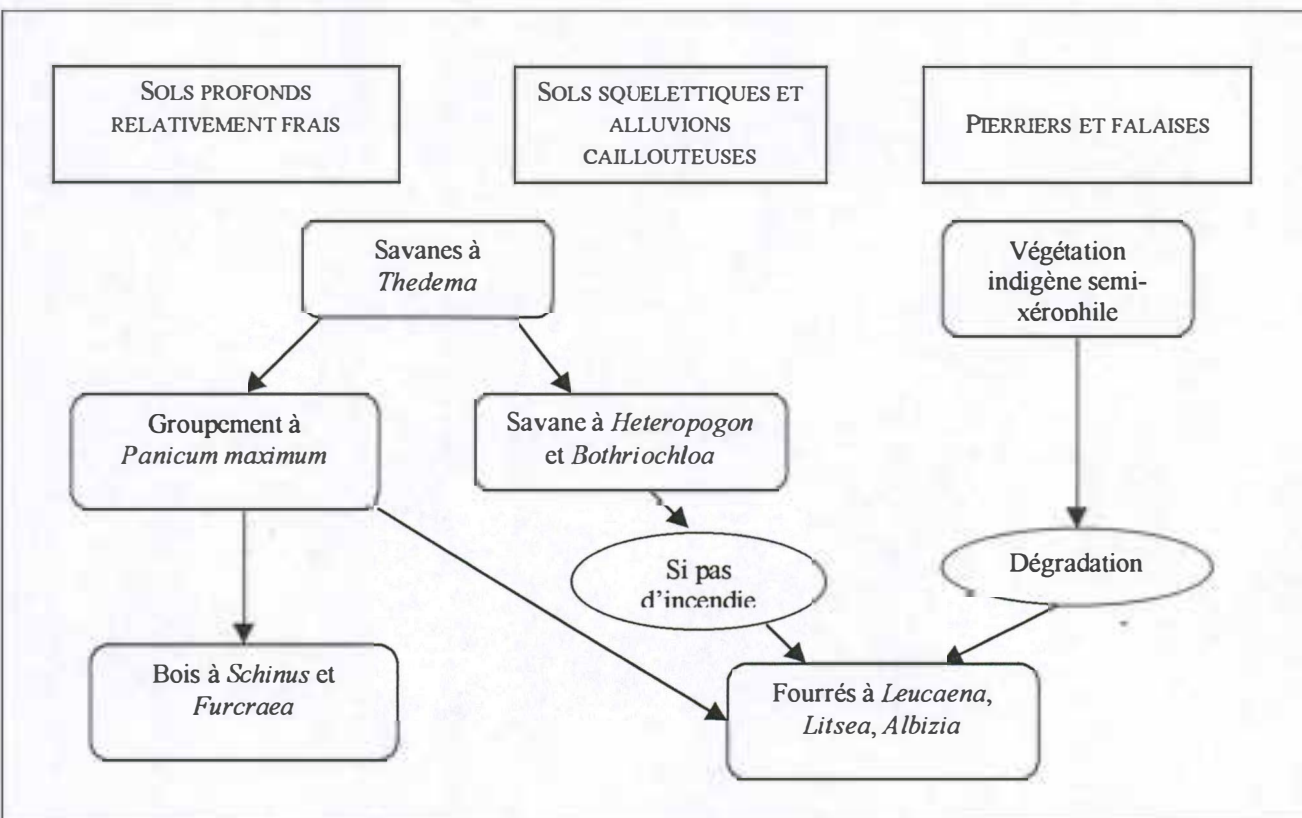 SOLS PROFONDS
RELATIVEMENT FRAIS
SOLS SQUELETTIQUES ET
ALLUVIONS
CAILLOUTEUSES
PIERRIERS ET FALAISES
Savanes à
Thedema
Végétation
indigène semi-
xérophile
Groupement à
Panicum maximum
Savane à Heteropogon
et Bothriochloa
Si pas
d'incendie
Dégradation
Bois à Schinus et
Furcraea
Fourrés à Leucaena,
Litsea, Albizia